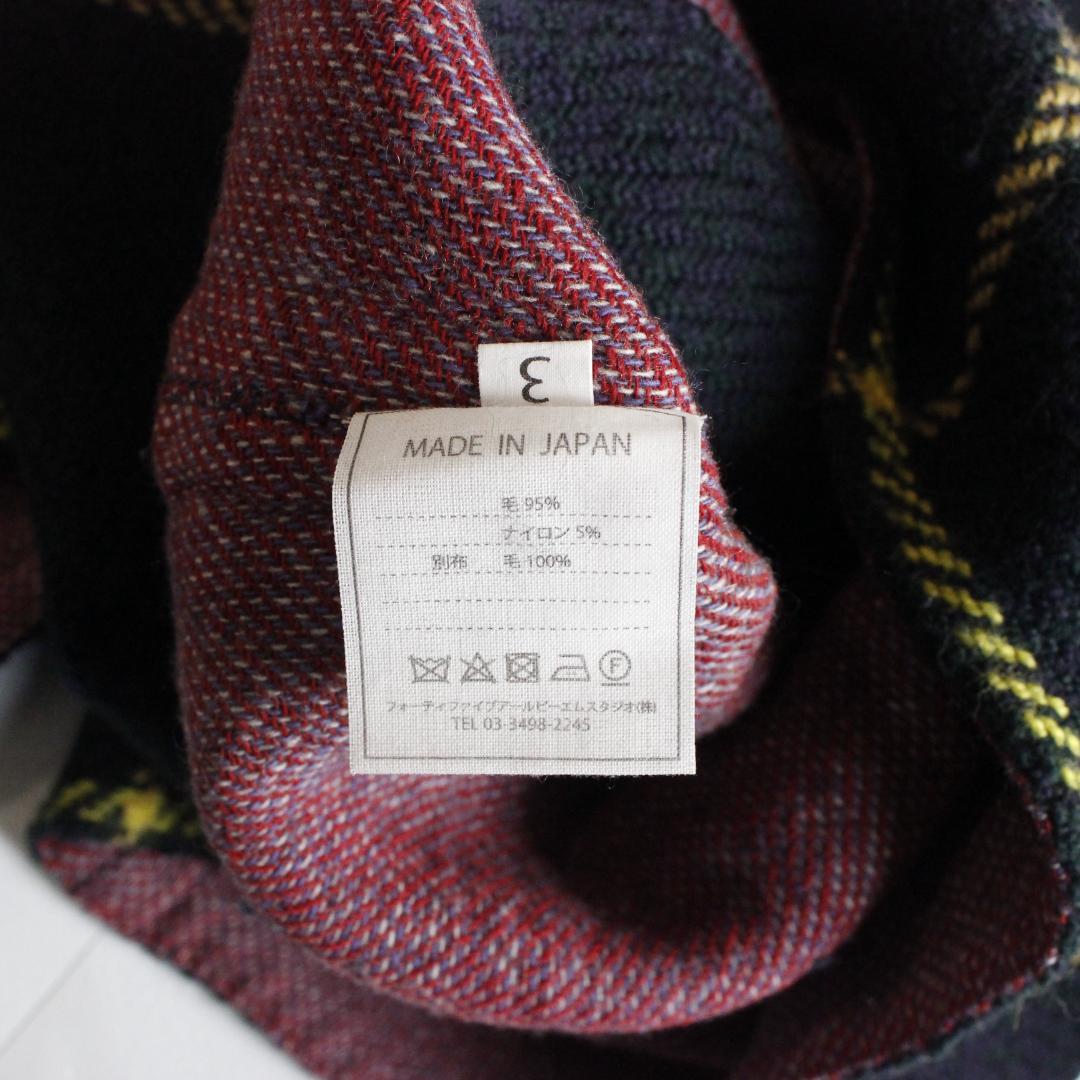 3
MADE IN JAPAN
毛 95%
ナイロン 5%
別布 毛 100%
F
フォーティファイブアールピーエムスタジオ(株)
TEL 03-3498-2245